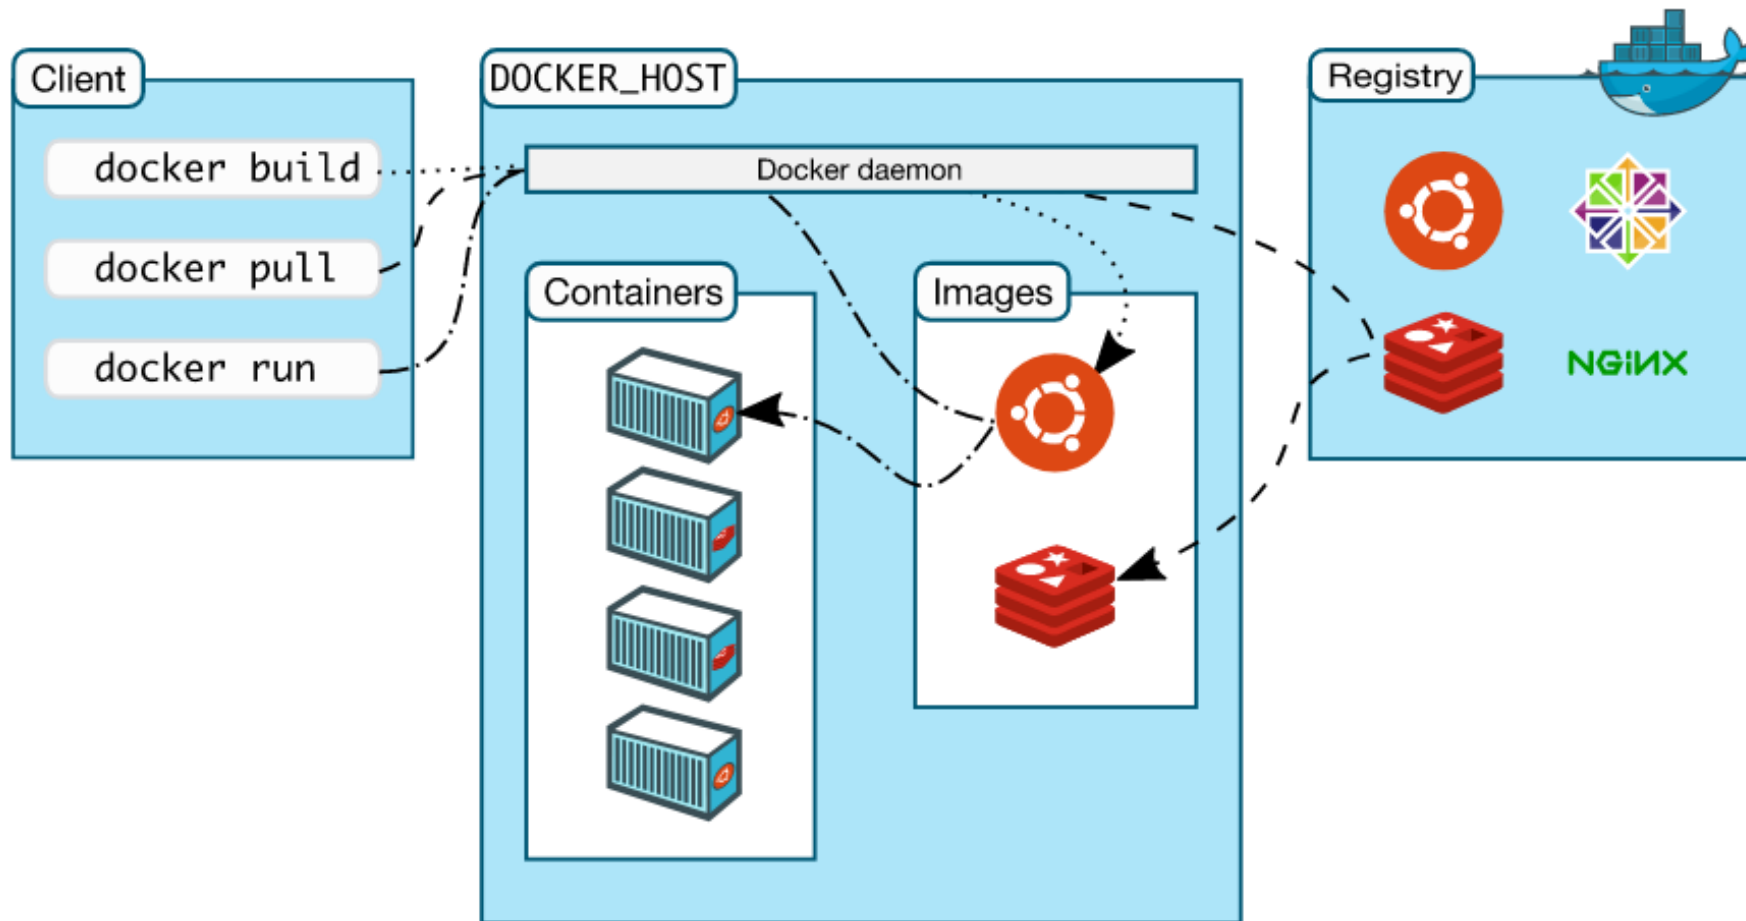 Client
docker build
docker pull
docker run
DOCKER_HOST
Docker daemon
Containers
Images
Registry
NGiNX